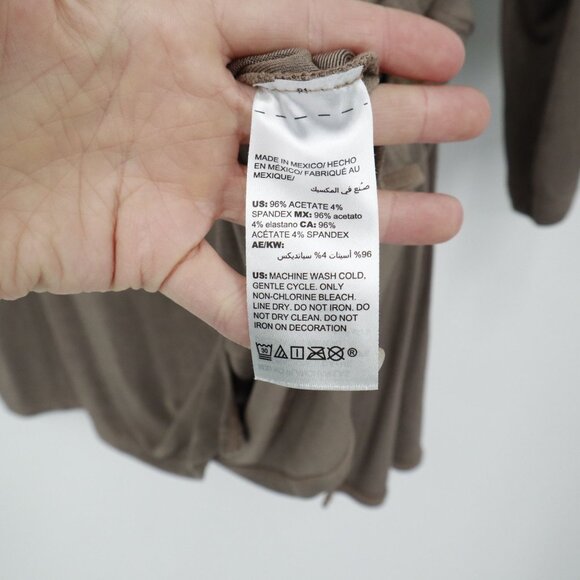 MADE IN MEXICO/ HECHO
EN MÉXICO/ FABRIQUÉ AU
MEXIQUE/
صنع في المكسيك
US: 96% ACETATE 4%
SPANDEX MX: 96% acetato
4% elastano CA: 96%
ACÉTATE 4% SPANDEX
AE/KW:
96% أسيتات 4% سبانديكس
US: MACHINE WASH COLD,
GENTLE CYCLE. ONLY
NON-CHLORINE BLEACH.
LINE DRY. DO NOT IRON. DO
NOT DRY CLEAN. DO NOT
IRON ON DECORATION
30 ®